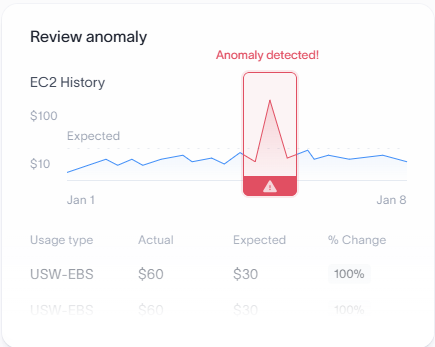 Review anomaly
Anomaly detected!
EC2 History
$100
Expected
$10
Jan 1 Jan 8
Usage type Actual Expected % Change
USW-EBS $60 $30 100%
USW-EBS $60 $30 100%